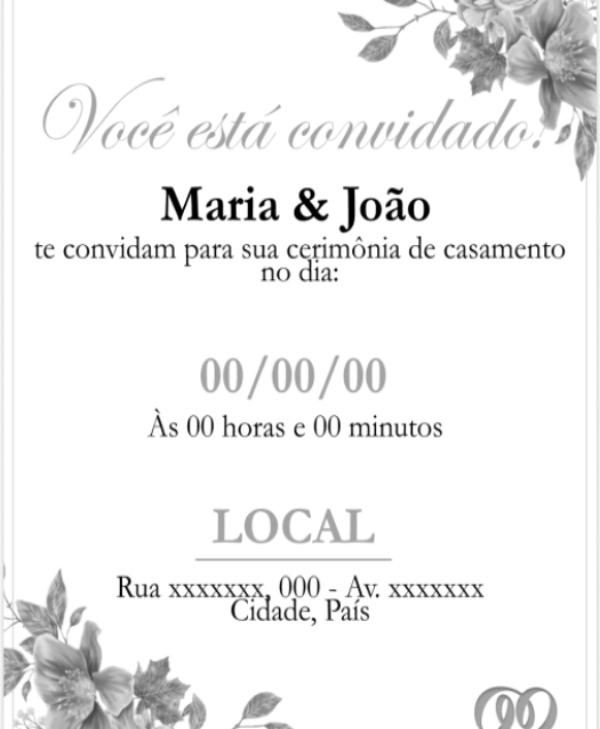 Você está convidado!
Maria & João
te convidam para sua cerimônia de casamento
no dia:
00/00/00
Às 00 horas e 00 minutos
LOCAL
Rua xxxxxxx, 000 - Av. xxxxxxx
Cidade, País